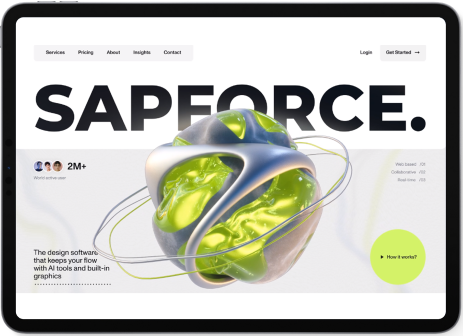 Services Pricing About Insights Contact
Login Get Started →
SAPFORCE.
2M+
World active user
Web based /01
Collaborative /02
Real-time /03
The design software
that keeps your flow
with AI tools and built-in
graphics
How it works?